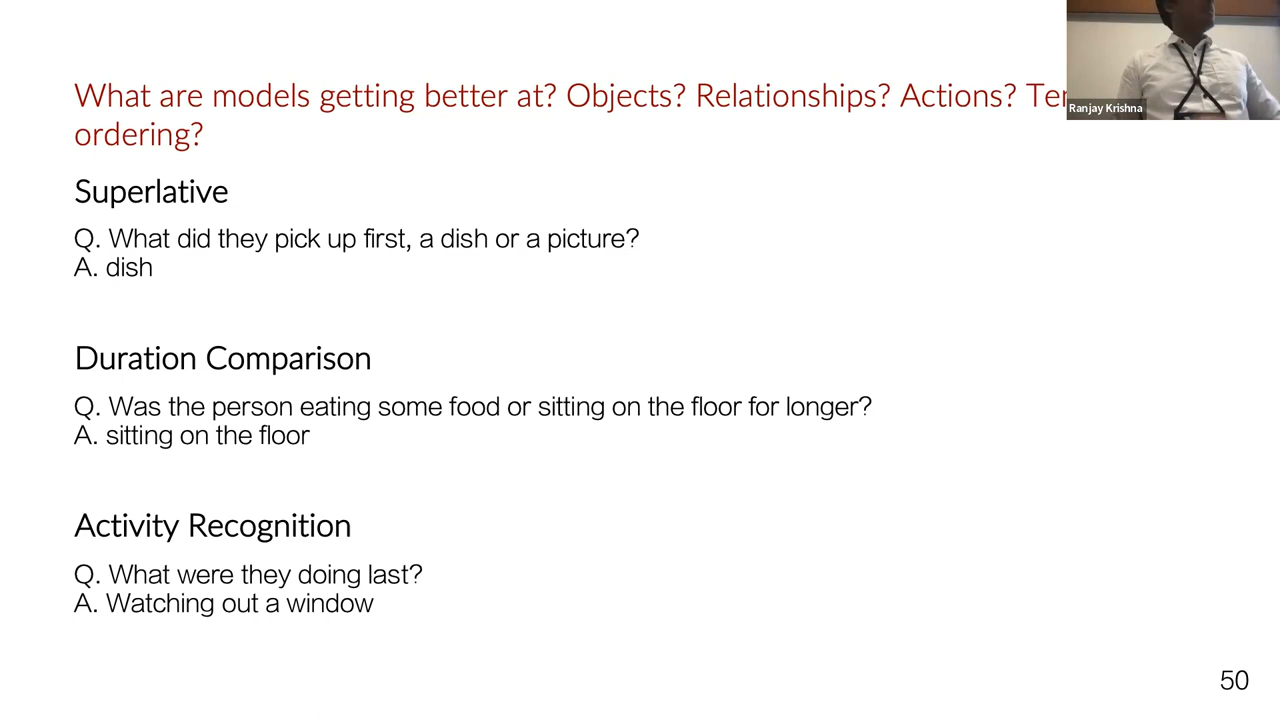 What are models getting better at? Objects? Relationships? Actions?
ordering?
Ranjay Krishna
Superlative
Q. What did they pick up first, a dish or a picture?
A. dish
Duration Comparison
Q. Was the person eating some food or sitting on the floor for longer?
A. sitting on the floor
Activity Recognition
Q. What were they doing last?
A. Watching out a window
50